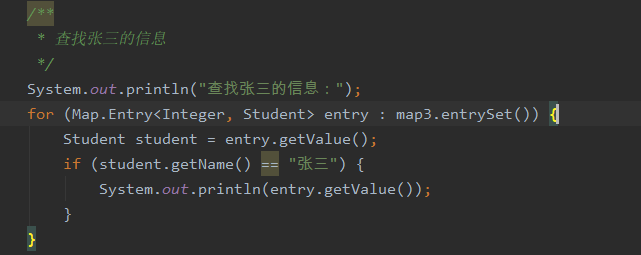 /**
 * 查找张三的信息
 */
System.out.println("查找张三的信息：");
for (Map.Entry<Integer, Student> entry : map3.entrySet()) {
    Student student = entry.getValue();
    if (student.getName() == "张三") {
        System.out.println(entry.getValue());
    }
}